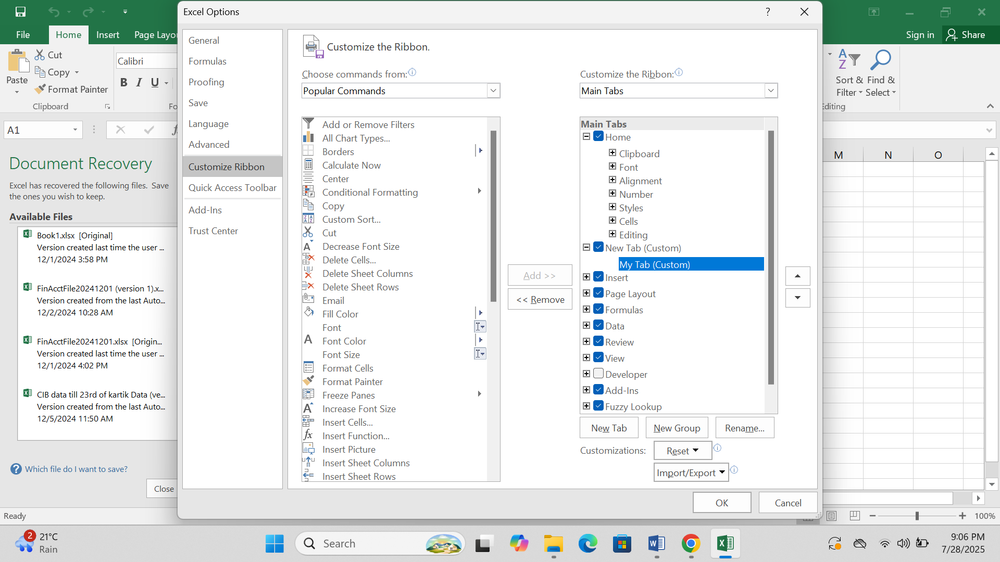 Excel Options
?
File
Home
Insert
Page Layou
Sign in
Share
Paste
Cut
Copy
Format Painter
Clipboard
Calibri
B I U
Fo
Sort & Filter
Find & Select
Editing
A1
Document Recovery
Excel has recovered the following files. Save
the ones you wish to keep.
Available Files
Book1.xlsx [Original]
Version created last time the user ...
12/1/2024 3:58 PM
FinAcctFile20241201 (version 1).x...
Version created from the last Auto...
12/2/2024 10:28 AM
FinAcctFile20241201.xlsx [Origin...
Version created last time the user ...
12/1/2024 4:02 PM
CIB data till 23rd of kartik Data (ve...
Version created from the last Auto...
12/5/2024 11:50 AM
Which file do I want to save?
Close
General
Formulas
Proofing
Save
Language
Advanced
Customize Ribbon
Quick Access Toolbar
Add-Ins
Trust Center
Customize the Ribbon.
Choose commands from:
Popular Commands
Add or Remove Filters
All Chart Types...
Borders
Calculate Now
Center
Conditional Formatting
Copy
Custom Sort...
Cut
Decrease Font Size
Delete Cells...
Delete Sheet Columns
Delete Sheet Rows
Email
Fill Color
Font
Font Color
Font Size
Format Cells
Format Painter
Freeze Panes
Increase Font Size
Insert Cells...
Insert Function...
Insert Picture
Insert Sheet Columns
Insert Sheet Rows
Add >>
<< Remove
Customize the Ribbon:
Main Tabs
Main Tabs
Home
Clipboard
Font
Alignment
Number
Styles
Cells
Editing
New Tab (Custom)
My Tab (Custom)
Insert
Page Layout
Formulas
Data
Review
View
Developer
Add-Ins
Fuzzy Lookup
New Tab
New Group
Rename...
Customizations:
Reset
Import/Export
OK
Cancel
M N O
Ready
100%
2
21°C
Rain
Search
9:06 PM
7/28/2025